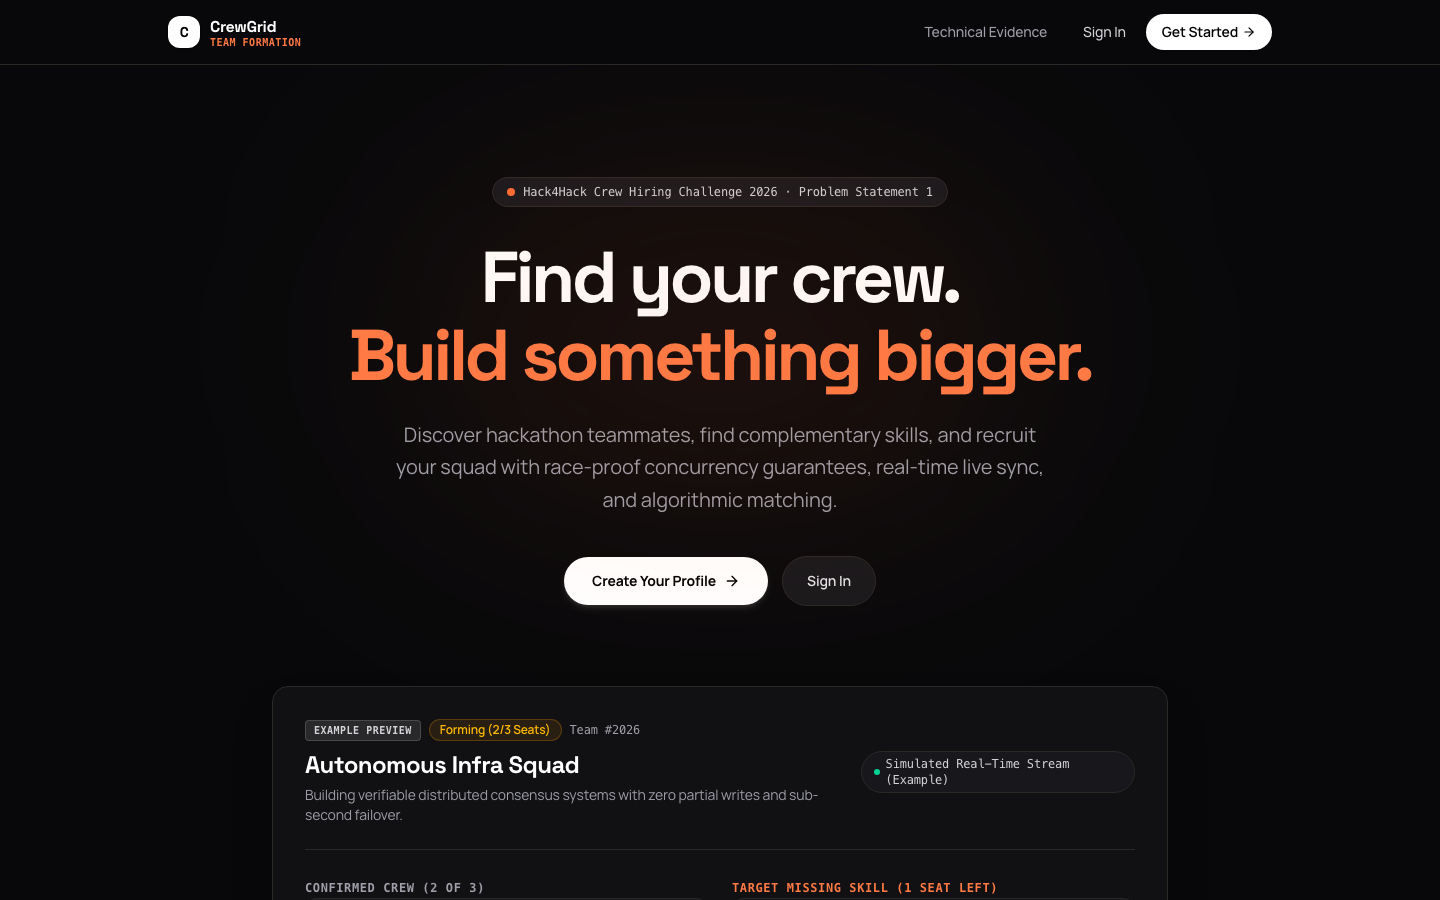 C
CrewGrid
TEAM FORMATION
Technical Evidence
Sign In
Get Started →
Hack4Hack Crew Hiring Challenge 2026 · Problem Statement 1
Find your crew.
Build something bigger.
Discover hackathon teammates, find complementary skills, and recruit
your squad with race-proof concurrency guarantees, real-time live sync,
and algorithmic matching.
Create Your Profile →
Sign In
EXAMPLE PREVIEW
Forming (2/3 Seats)
Team #2026
Autonomous Infra Squad
Simulated Real-Time Stream
(Example)
Building verifiable distributed consensus systems with zero partial writes and sub-
second failover.
CONFIRMED CREW (2 OF 3)
TARGET MISSING SKILL (1 SEAT LEFT)